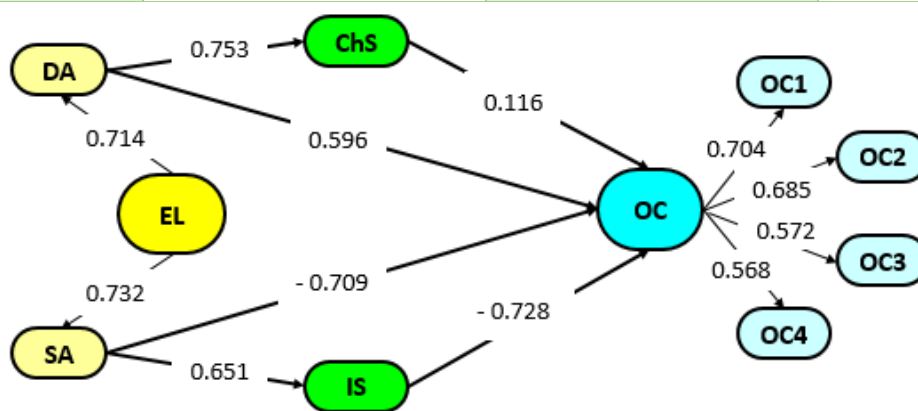 ChS
0.753
DA
OC1
0.116
0.714
0.596
0.704
OC2
0.685
EL
OC
0.572
OC3
0.568
0.732
- 0.709
- 0.728
OC4
SA
0.651
IS